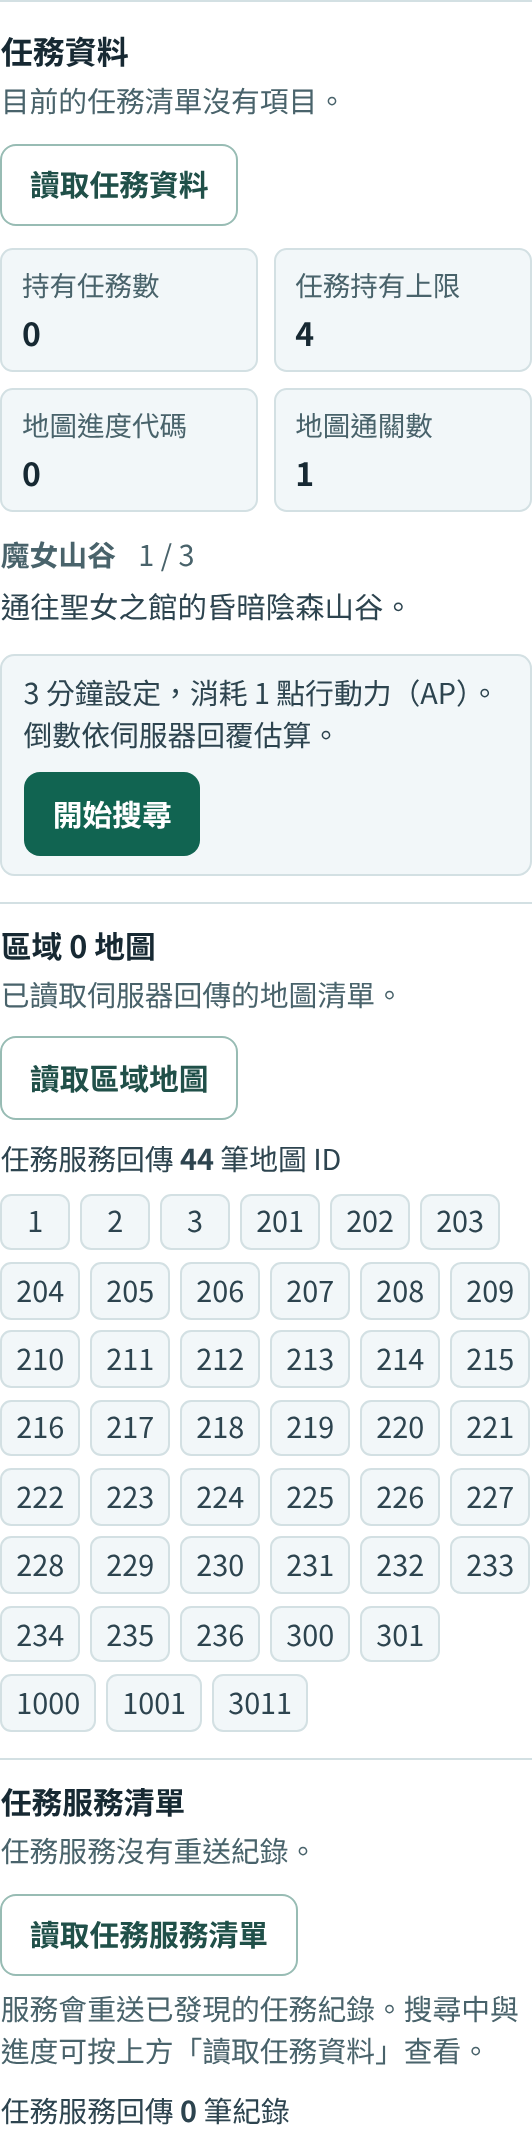 任務資料
目前的任務清單沒有項目。
讀取任務資料
持有任務數
0
任務持有上限
4
地圖進度代碼
0
地圖通關數
1
魔女山谷 1 / 3
通往聖女之館的昏暗陰森山谷。
3 分鐘設定，消耗 1 點行動力（AP）。
倒數依伺服器回覆估算。
開始搜尋
區域 0 地圖
已讀取伺服器回傳的地圖清單。
讀取區域地圖
任務服務回傳 44 筆地圖 ID
1 2 3 201 202 203
204 205 206 207 208 209
210 211 212 213 214 215
216 217 218 219 220 221
222 223 224 225 226 227
228 229 230 231 232 233
234 235 236 300 301
1000 1001 3011
任務服務清單
任務服務沒有重送紀錄。
讀取任務服務清單
服務會重送已發現的任務紀錄。搜尋中與
進度可按上方「讀取任務資料」查看。
任務服務回傳 0 筆紀錄